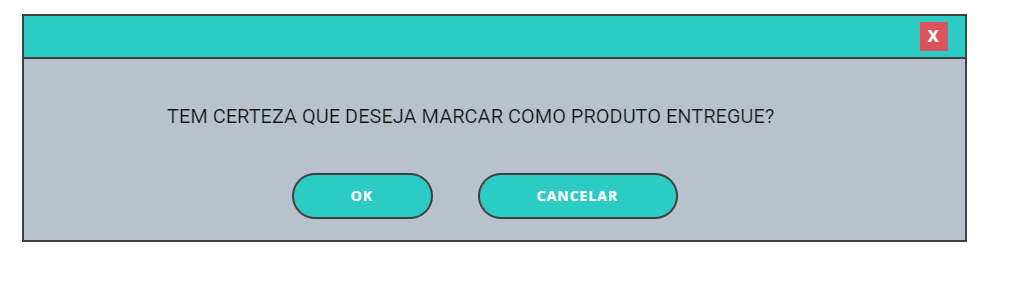 X
TEM CERTEZA QUE DESEJA MARCAR COMO PRODUTO ENTREGUE?
OK
CANCELAR